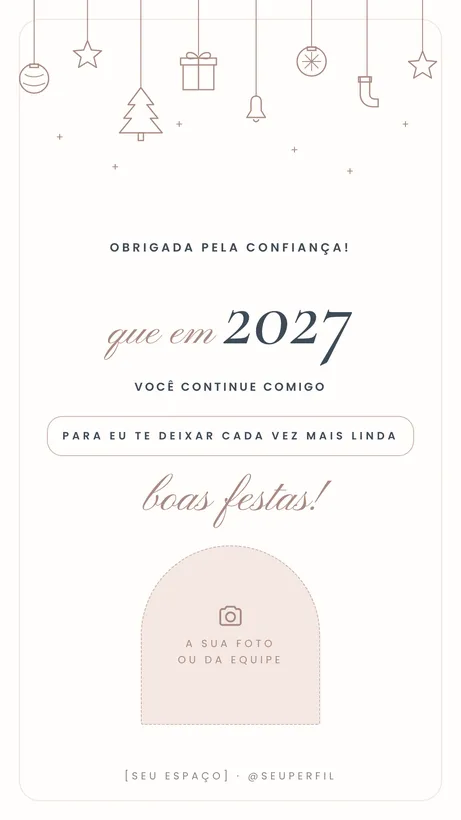 OBRIGADA PELA CONFIANÇA!
que em 2027
VOCÊ CONTINUE COMIGO
PARA EU TE DEIXAR CADA VEZ MAIS LINDA
boas festas!
A SUA FOTO
OU DA EQUIPE
[SEU ESPAÇO] · @SEUPERFIL